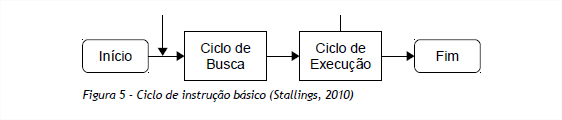 Início
Ciclo de
Busca
Ciclo de
Execução
Fim
Figura 5 - Ciclo de instrução básico (Stallings, 2010)